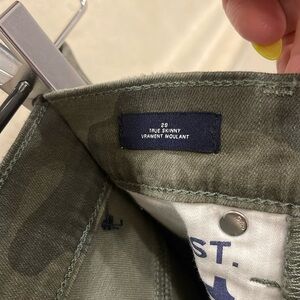 28
TRUE SKINNY
VRAIMENT MOULANT
ST.